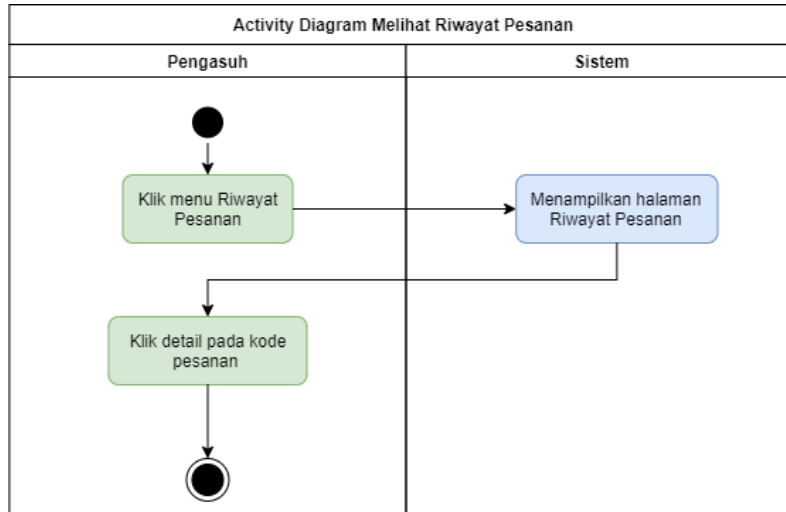 Activity Diagram Melihat Riwayat Pesanan
Pengasuh
Sistem
Klik menu Riwayat
Pesanan
Menampilkan halaman
Riwayat Pesanan
Klik detail pada kode
pesanan